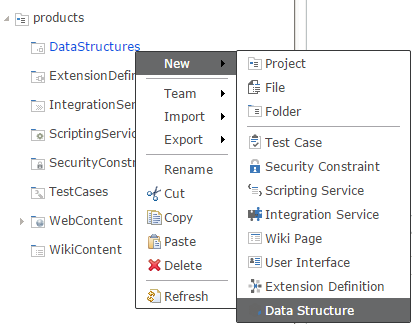 products
DataStructures
ExtensionDefin
IntegrationSer
ScriptingServic
SecurityConstr
TestCases
WebContent
WikiContent
New
Team
Import
Export
Rename
Cut
Copy
Paste
Delete
Refresh
Project
File
Folder
Test Case
Security Constraint
Scripting Service
Integration Service
Wiki Page
User Interface
Extension Definition
Data Structure